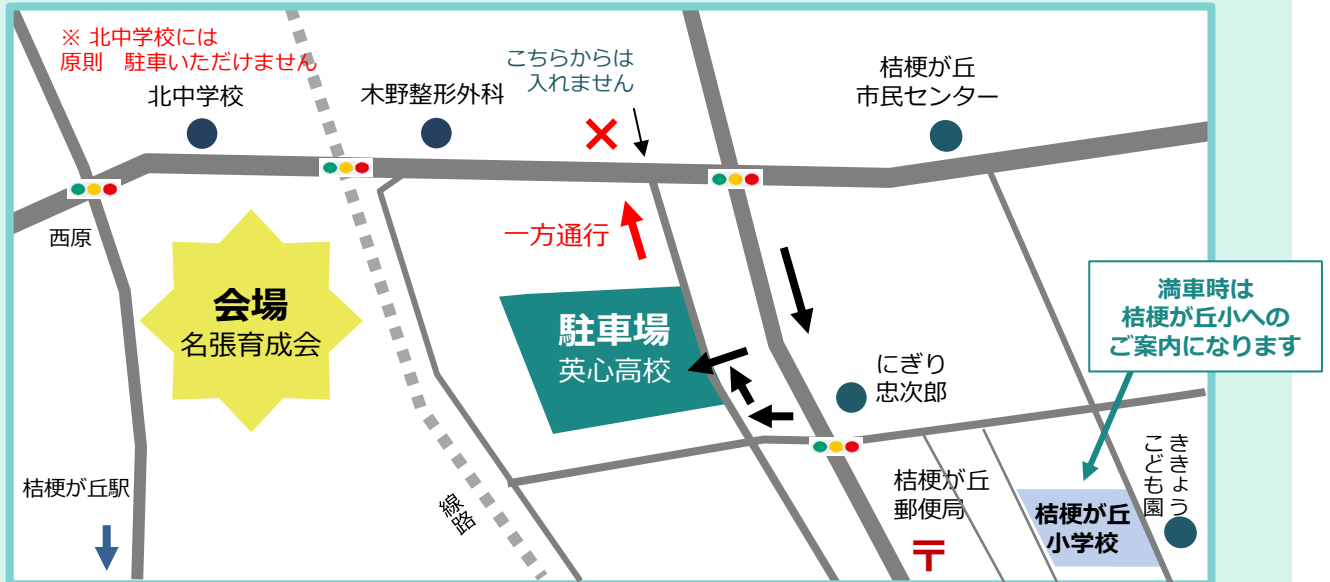 ※ 北中学校には
原則　駐車いただけません
北中学校
木野整形外科
こちらからは
入れません
桔梗が丘
市民センター
西原
一方通行
会場
名張育成会
駐車場
英心高校
満車時は
桔梗が丘小への
ご案内になります
にぎり
忠次郎
桔梗が丘駅
線路
桔梗が丘
郵便局
〒
桔梗が丘
小学校
ききょう
こども園